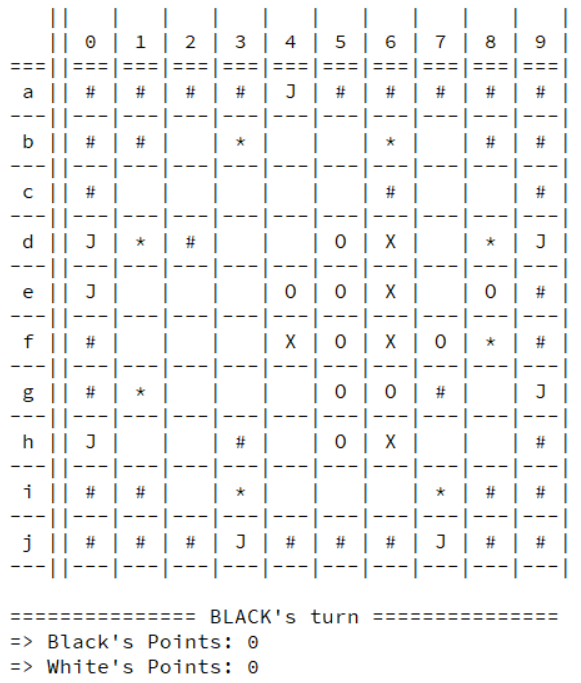 ||   |   |   |   |   |   |   |   |   |   |
   || 0 | 1 | 2 | 3 | 4 | 5 | 6 | 7 | 8 | 9 |
===||===|===|===|===|===|===|===|===|===|===|
 a || # | # | # | # | J | # | # | # | # | # |
---||---|---|---|---|---|---|---|---|---|---|
 b || # | # |   | * |   |   | * |   | # | # |
---||---|---|---|---|---|---|---|---|---|---|
 c || # |   |   |   |   |   | # |   |   | # |
---||---|---|---|---|---|---|---|---|---|---|
 d || J | * | # |   |   | O | X |   | * | J |
---||---|---|---|---|---|---|---|---|---|---|
 e || J |   |   |   | O | O | X |   | O | # |
---||---|---|---|---|---|---|---|---|---|---|
 f || # |   |   |   | X | O | X | O | * | # |
---||---|---|---|---|---|---|---|---|---|---|
 g || # | * |   |   |   | O | O | # |   | J |
---||---|---|---|---|---|---|---|---|---|---|
 h || J |   |   | # |   | O | X |   |   | # |
---||---|---|---|---|---|---|---|---|---|---|
 i || # | # |   | * |   |   |   | * | # | # |
---||---|---|---|---|---|---|---|---|---|---|
 j || # | # | # | J | # | # | # | J | # | # |
---||---|---|---|---|---|---|---|---|---|---|
=============== BLACK's turn ===============
=> Black's Points: 0
=> White's Points: 0